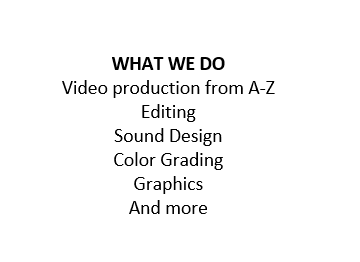 WHAT WE DO
Video production from A-Z
Editing
Sound Design
Color Grading
Graphics
And more